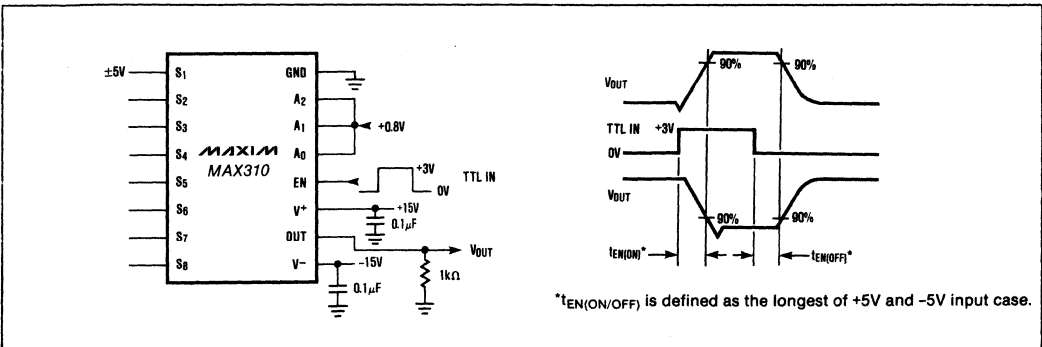 ±5V
S1
S2
S3
S4
S5
S6
S7
S8
MAXIM
MAX310
GND
A2
A1
A0
EN
V+
OUT
V-
+0.8V
+3V
0V
TTL IN
+15V
0.1μF
VOUT
-15V
0.1μF
1kΩ
VOUT
90%
90%
TTL IN +3V
0V
VOUT
90%
90%
tEN(ON)*
tEN(OFF)*
*tEN(ON/OFF) is defined as the longest of +5V and -5V input case.